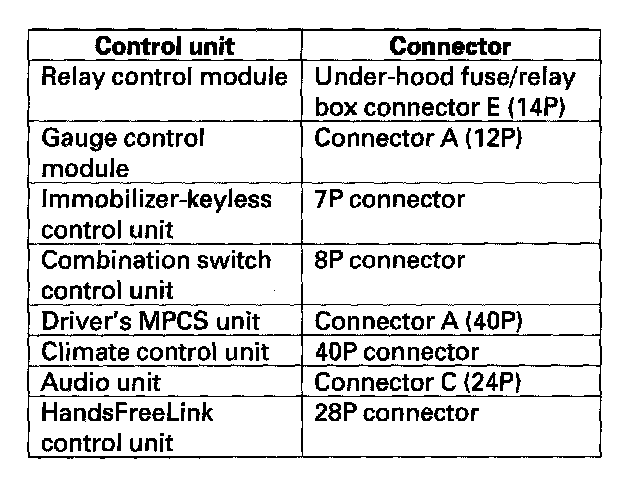 Control unit Connector
Relay control module Under-hood fuse/relay
box connector E (14P)
Gauge control Connector A (12P)
module
Immobilizer-keyless 7P connector
control unit
Combination switch 8P connector
control unit
Driver's MPCS unit Connector A (40P)
Climate control unit 40P connector
Audio unit Connector C (24P)
HandsFreeLink 28P connector
control unit